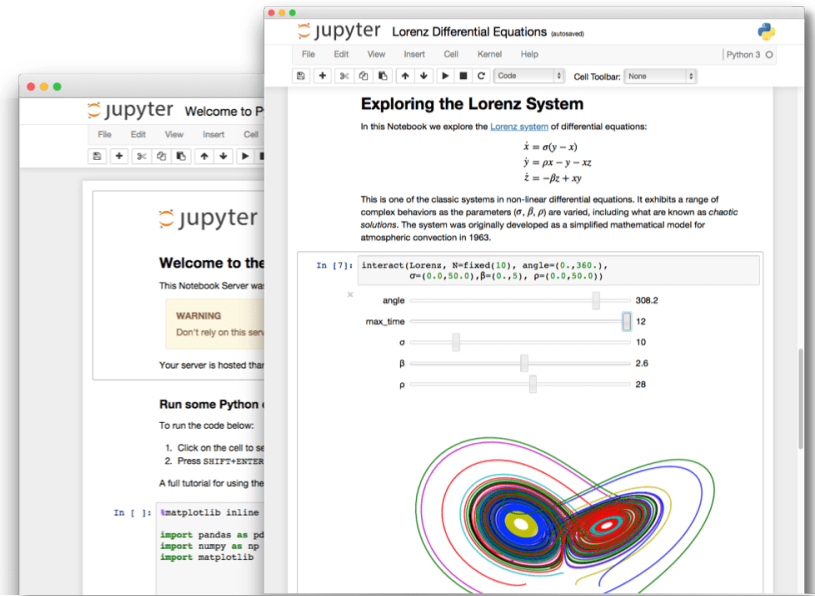 jupyter Lorenz Differential Equations (autosaved)
File Edit View Insert Cell Kernel Help Python 3
Code Cell Toolbar: None
Exploring the Lorenz System
In this Notebook we explore the Lorenz system of differential equations:
ẋ = σ(y − x)
ẏ = ρx − y − xz
ż = −βz + xy
This is one of the classic systems in non-linear differential equations. It exhibits a range of
complex behaviors as the parameters (σ, β, ρ) are varied, including what are known as chaotic
solutions. The system was originally developed as a simplified mathematical model for
atmospheric convection in 1963.
In [7]: interact(Lorenz, N=fixed(10), angle=(0.,360.),
σ=(0.0,50.0),β=(0.,5), ρ=(0.0,50.0))
angle 308.2
max_time 12
σ 10
β 2.6
ρ 28
jupyter Welcome to P
File Edit View Insert Cell
jupyter
Welcome to the
This Notebook Server was
WARNING
Don't rely on this serv
Your server is hosted than
Run some Python
To run the code below:
1. Click on the cell to se
2. Press SHIFT+ENTER
A full tutorial for using the
In [ ]: %matplotlib inline
import pandas as pd
import numpy as np
import matplotlib